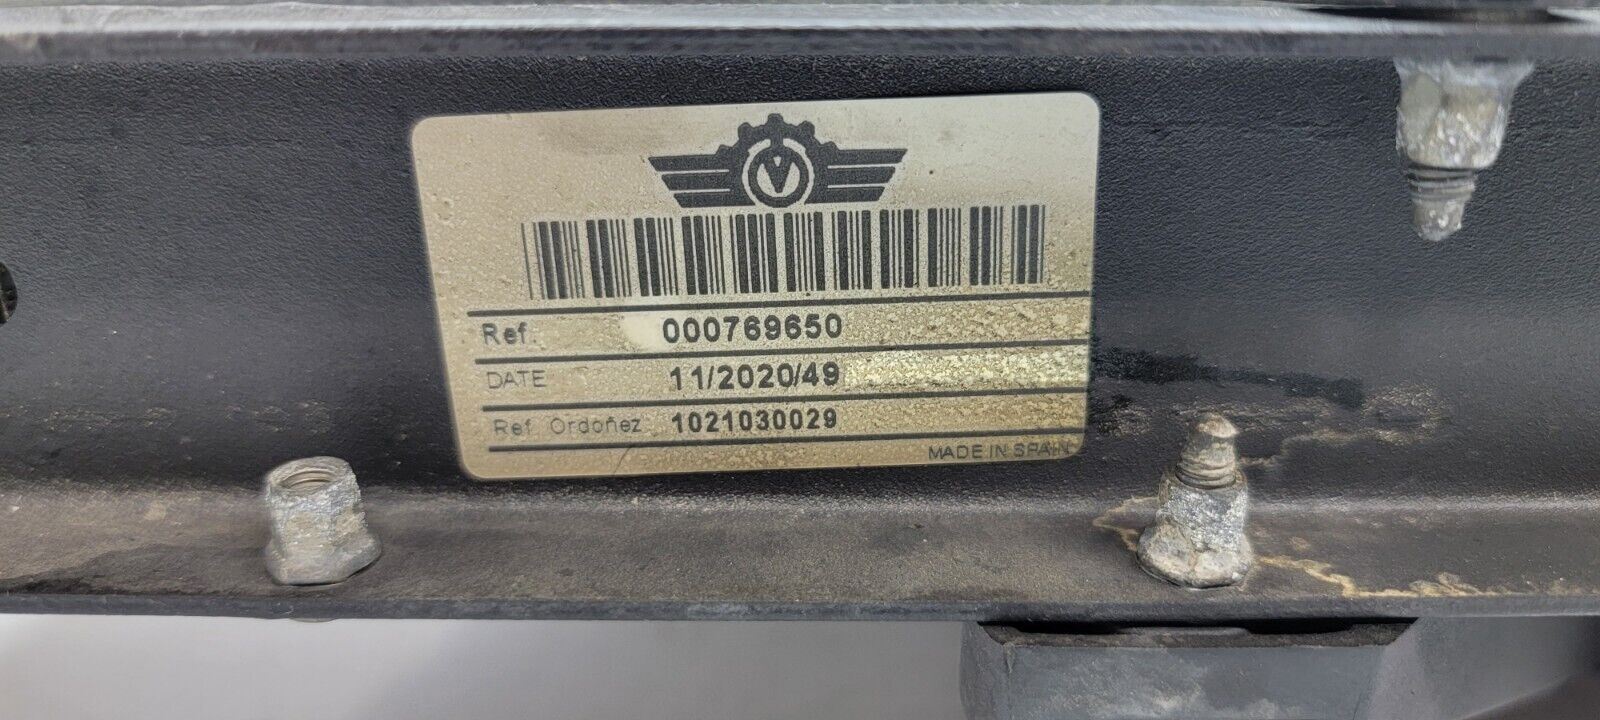 V
Ref. 000769650
DATE 11/2020/49
Ref Ordoñez 1021030029
MADE IN SPAIN